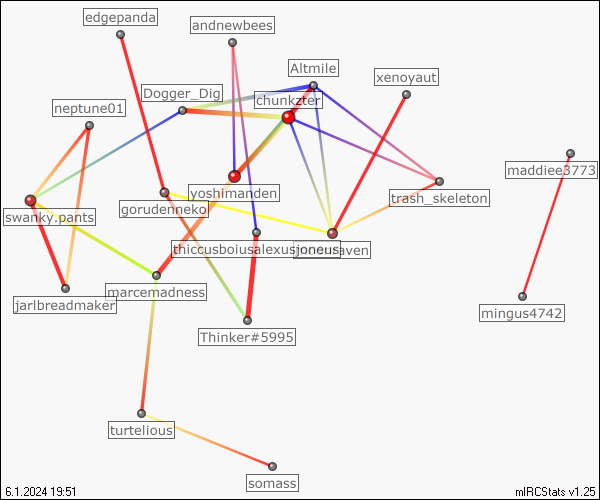 edgepanda
andnewbees
Altmile
xenoyaut
Dogger_Dig
chunkzter
neptune01
maddiee3773
yoshimanden
trash_skeleton
gorudenneko
swanky.pants
thiccusboiusalexusjoneus
marcemadness
jarlbreadmaker
mingus4742
Thinker#5995
turtelious
somass
6.1.2024 19:51
mIRCStats v1.25